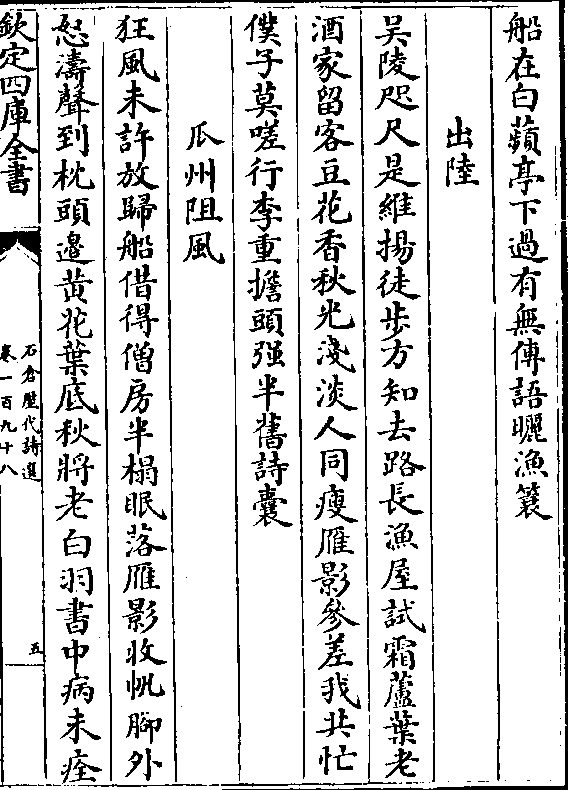 船在白蘋亭下過有無傳語曬漁簑
出陸
吴陵咫尺是維揚徒步方知去路長漁屋試霜蘆葉老
酒家留客豆花香秋光淺淡人同瘦雁影參差我共忙
僕子莫嗟行李重擔頭强半舊詩囊
瓜州阻風
狂風未許放歸船借得僧房半榻眠落雁影收帆腳外
怒濤聲到枕頭邉黄花葉底秋將老白羽書中病未痊
欽定四庫全書
石倉歴代詩選
卷一百九十八
五